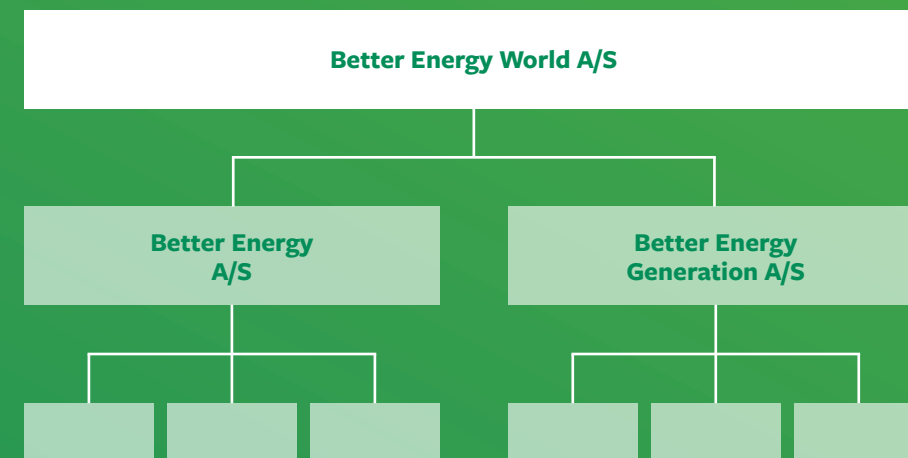 Better Energy World A/S
Better Energy
A/S
Better Energy
Generation A/S